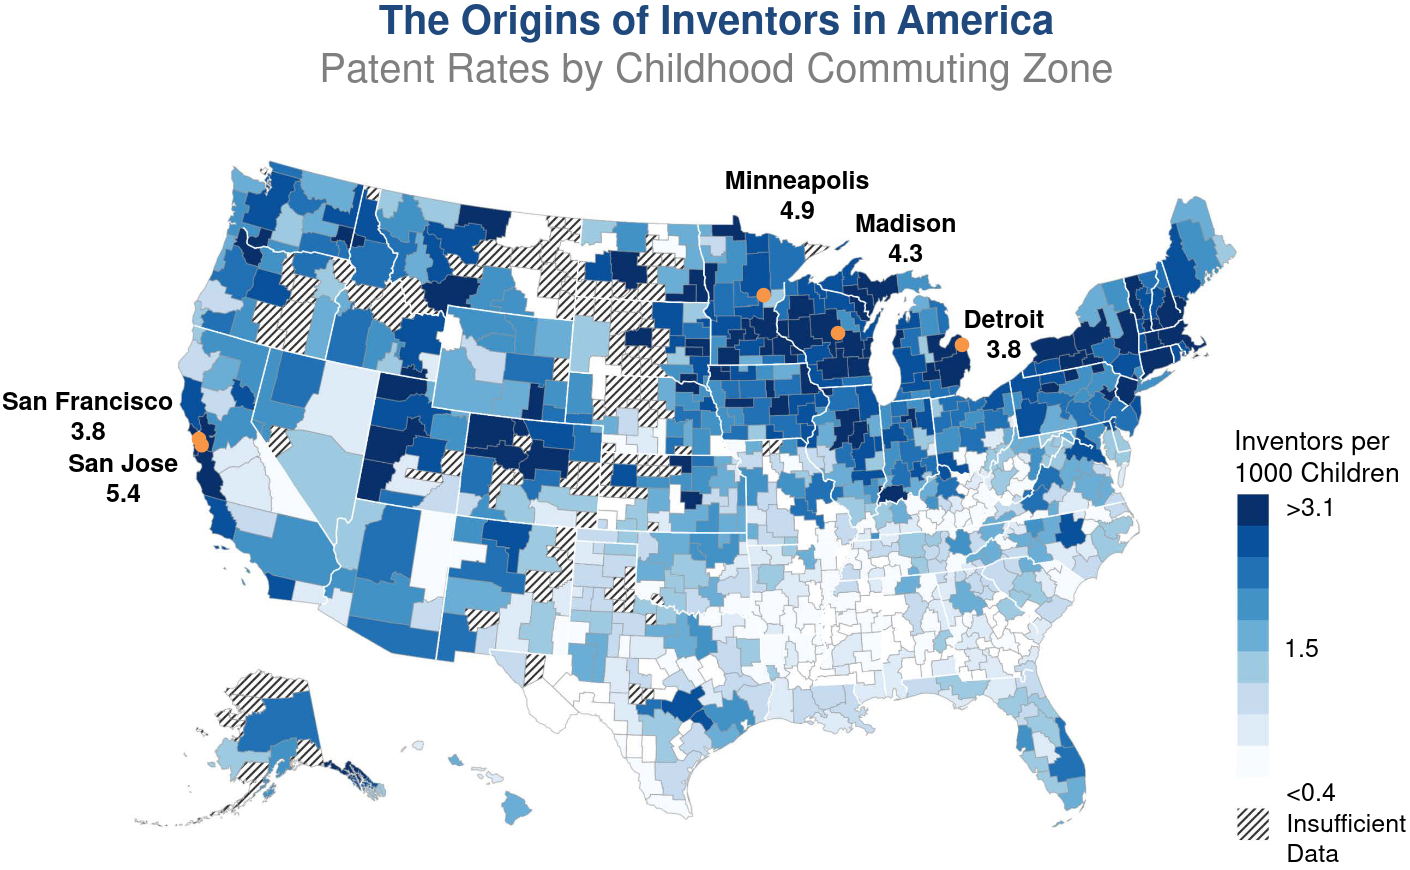 The Origins of Inventors in America
Patent Rates by Childhood Commuting Zone
Minneapolis
4.9
Madison
4.3
Detroit
3.8
San Francisco
3.8
San Jose
5.4
Inventors per
1000 Children
>3.1
1.5
<0.4
Insufficient
Data